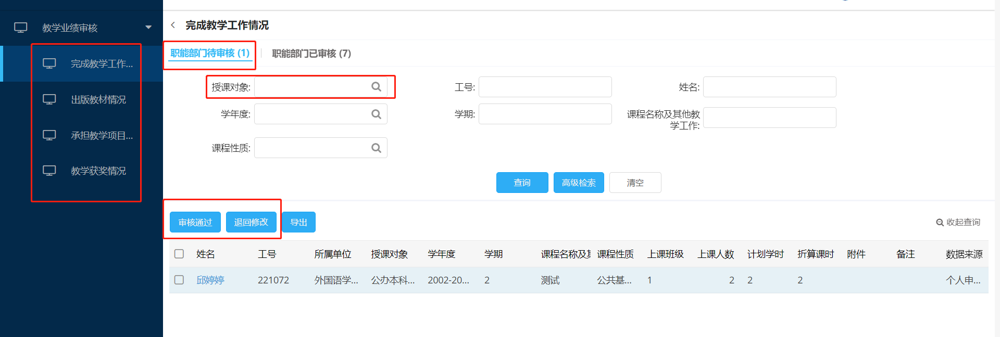 教学业绩审核
完成教学工作...
出版教材情况
承担教学项目...
教学获奖情况
完成教学工作情况
职能部门待审核 (1)
职能部门已审核 (7)
授课对象:
工号:
姓名:
学年度:
学期:
课程名称及其他教
学工作:
课程性质:
查询
高级检索
清空
审核通过
退回修改
导出
收起查询
姓名 工号 所属单位 授课对象 学年度 学期 课程名称及其 课程性质 上课班级 上课人数 计划学时 折算课时 附件 备注 数据来源
邱婷婷 221072 外国语学... 公办本科... 2002-20... 2 测试 公共基... 1 2 2 2 个人申...